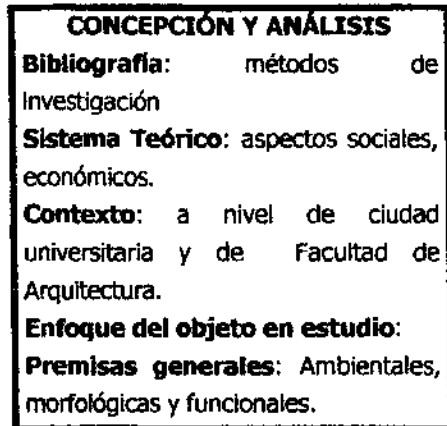 CONCEPCIÓN Y ANÁLISIS
Bibliografía: métodos de
Investigación
Sistema Teórico: aspectos sociales,
económicos.
Contexto: a nivel de ciudad
universitaria y de Facultad de
Arquitectura.
Enfoque del objeto en estudio:
Premisas generales: Ambientales,
morfológicas y funcionales.